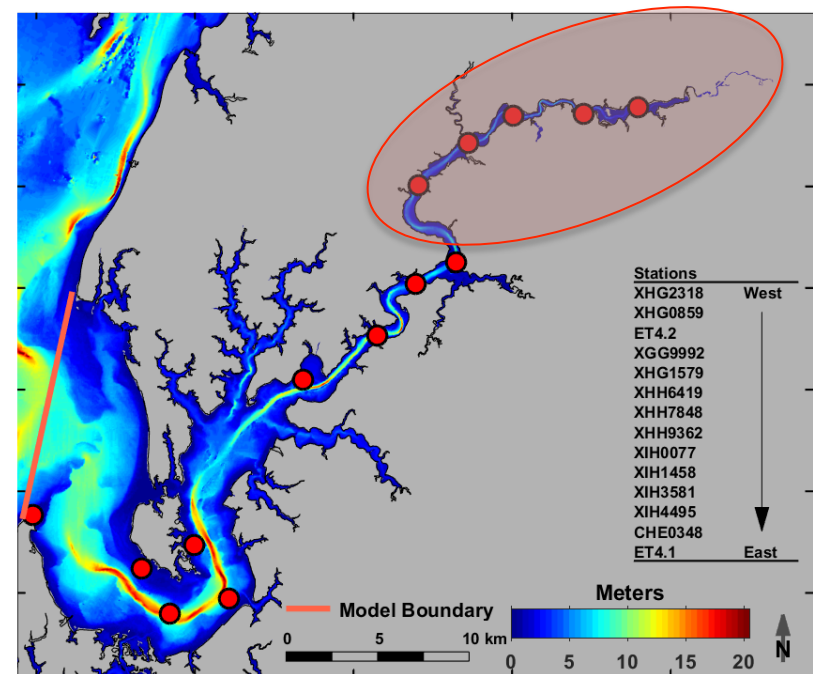 Stations
XHG2318 West
XHG0859
ET4.2
XGG9992
XHG1579
XHH6419
XHH7848
XHH9362
XIH0077
XIH1458
XIH3581
XIH4495
CHE0348
ET4.1 East
Model Boundary
0 5 10 km
Meters
0 5 10 15 20
N